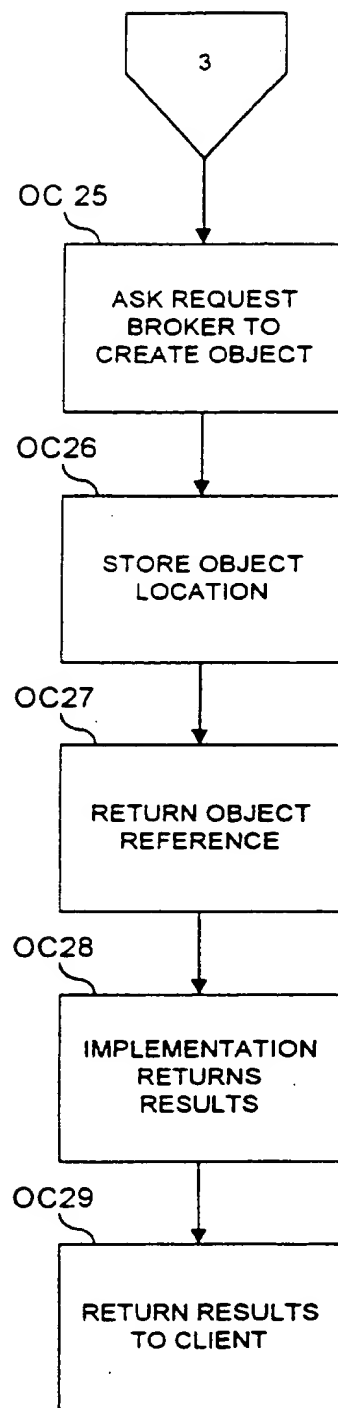 3
OC 25
ASK REQUEST
BROKER TO
CREATE OBJECT
OC26
STORE OBJECT
LOCATION
OC27
RETURN OBJECT
REFERENCE
OC28
IMPLEMENTATION
RETURNS
RESULTS
OC29
RETURN RESULTS
TO CLIENT